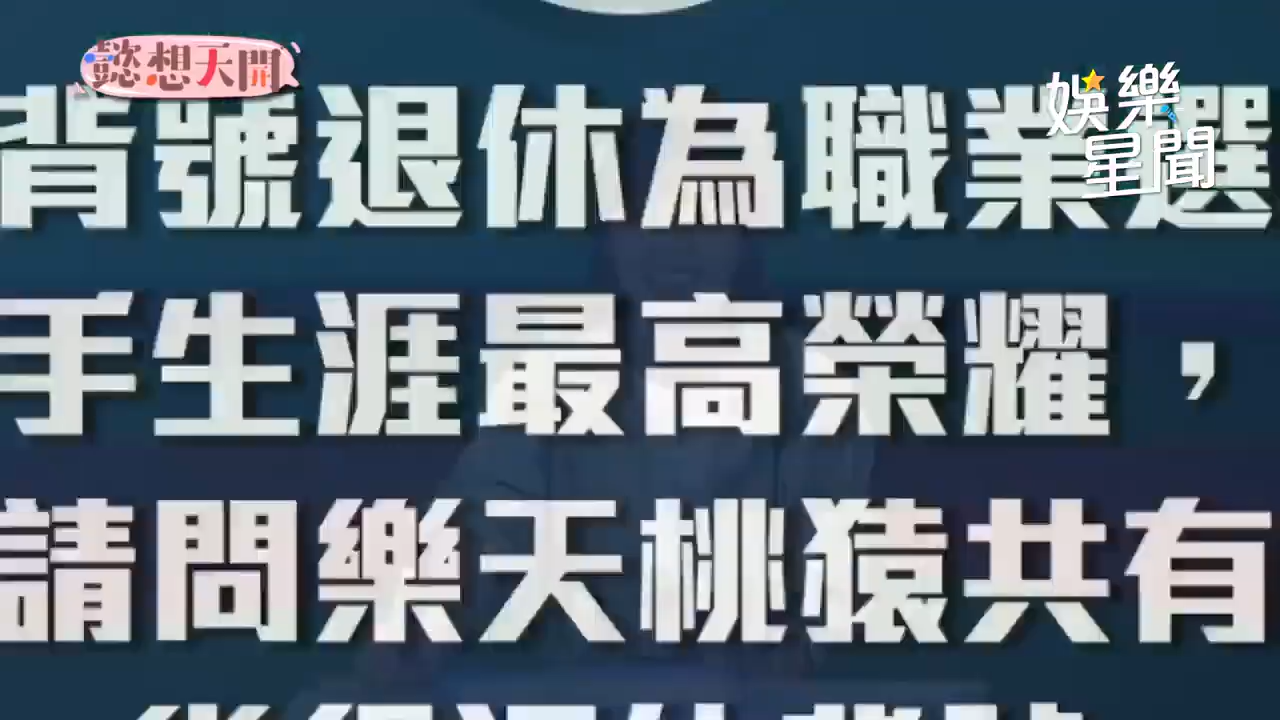 懿想天開
娛樂
星聞
背號退休為職業選
手生涯最高榮耀，
請問樂天桃猿共有